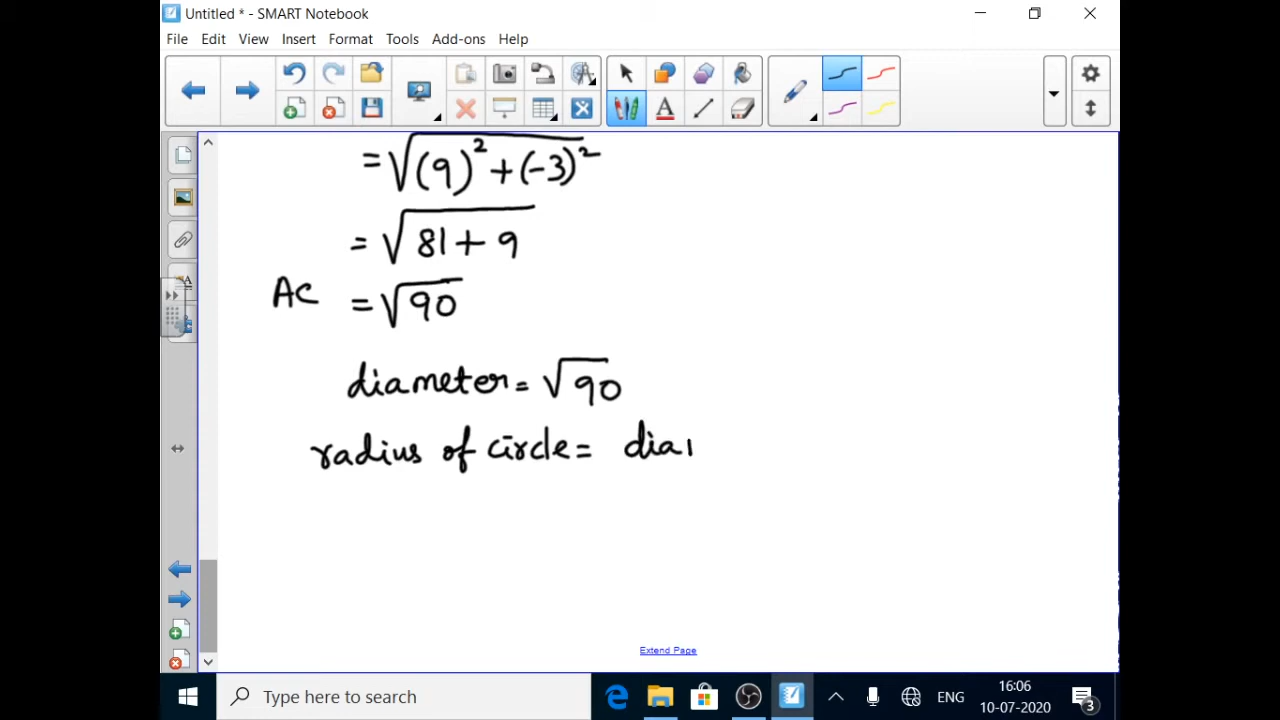 Untitled * - SMART Notebook
File Edit View Insert Format Tools Add-ons Help
= √(9)² + (-3)²
= √81 + 9
AC = √90
diameter = √90
radius of circle = dia
Extend Page
Type here to search
ENG
16:06
10-07-2020
3